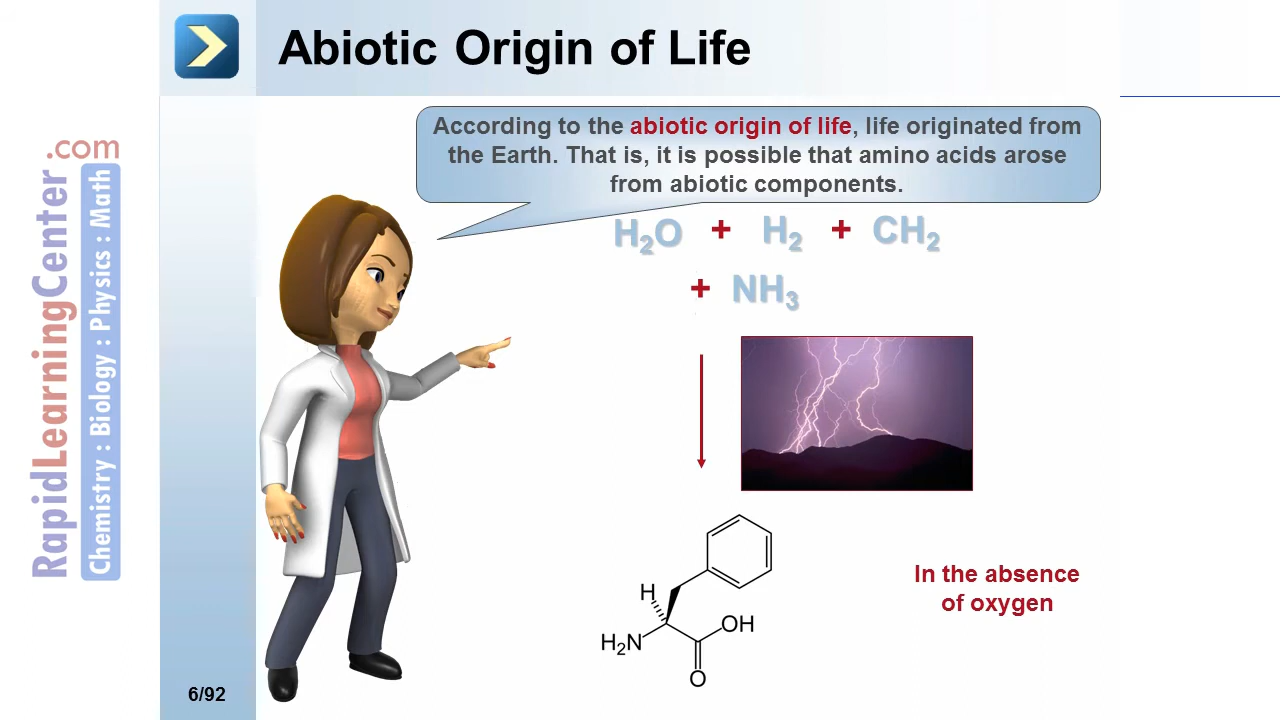 Abiotic Origin of Life
According to the abiotic origin of life, life originated from
the Earth. That is, it is possible that amino acids arose
from abiotic components.
H₂O + H₂ + CH₂
+ NH₃
H
H₂N
OH
O
In the absence
of oxygen
6/92
RapidLearningCenter.com
Chemistry : Biology : Physics : Math